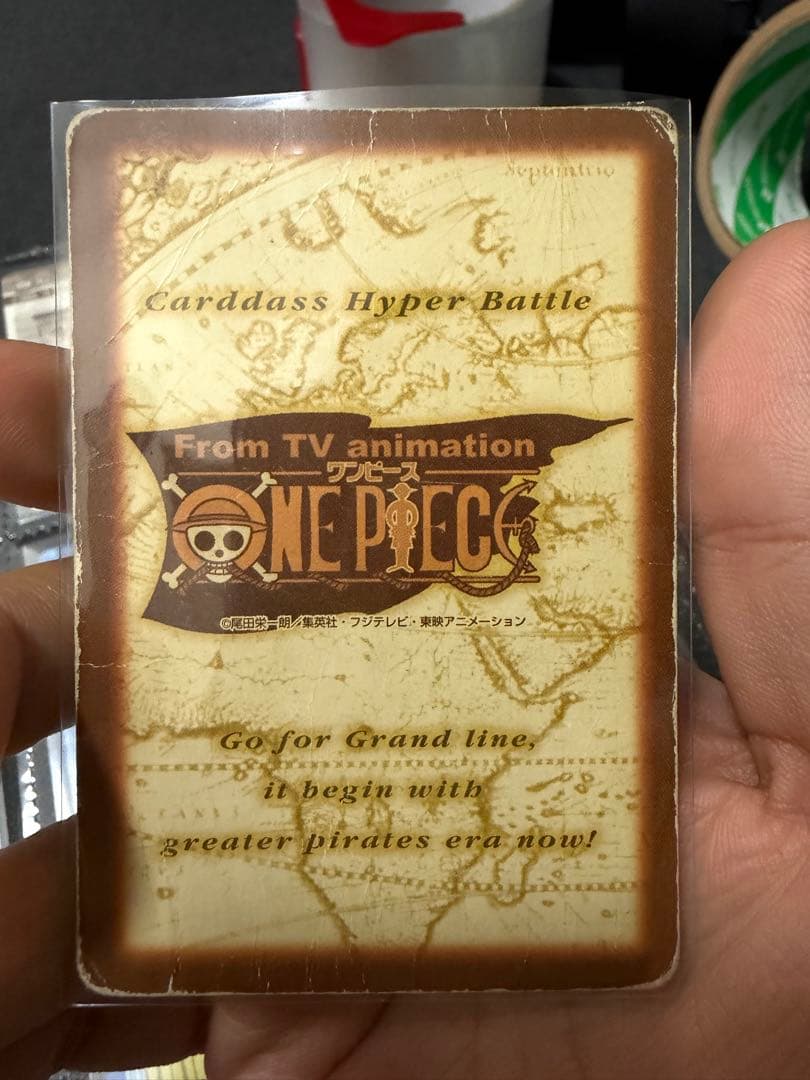 Septentrio
Carddass Hyper Battle
From TV animation
ワンピース
ONE PIECE
©尾田栄一郎／集英社・フジテレビ・東映アニメーション
Go for Grand line,
it begin with
greater pirates era now!